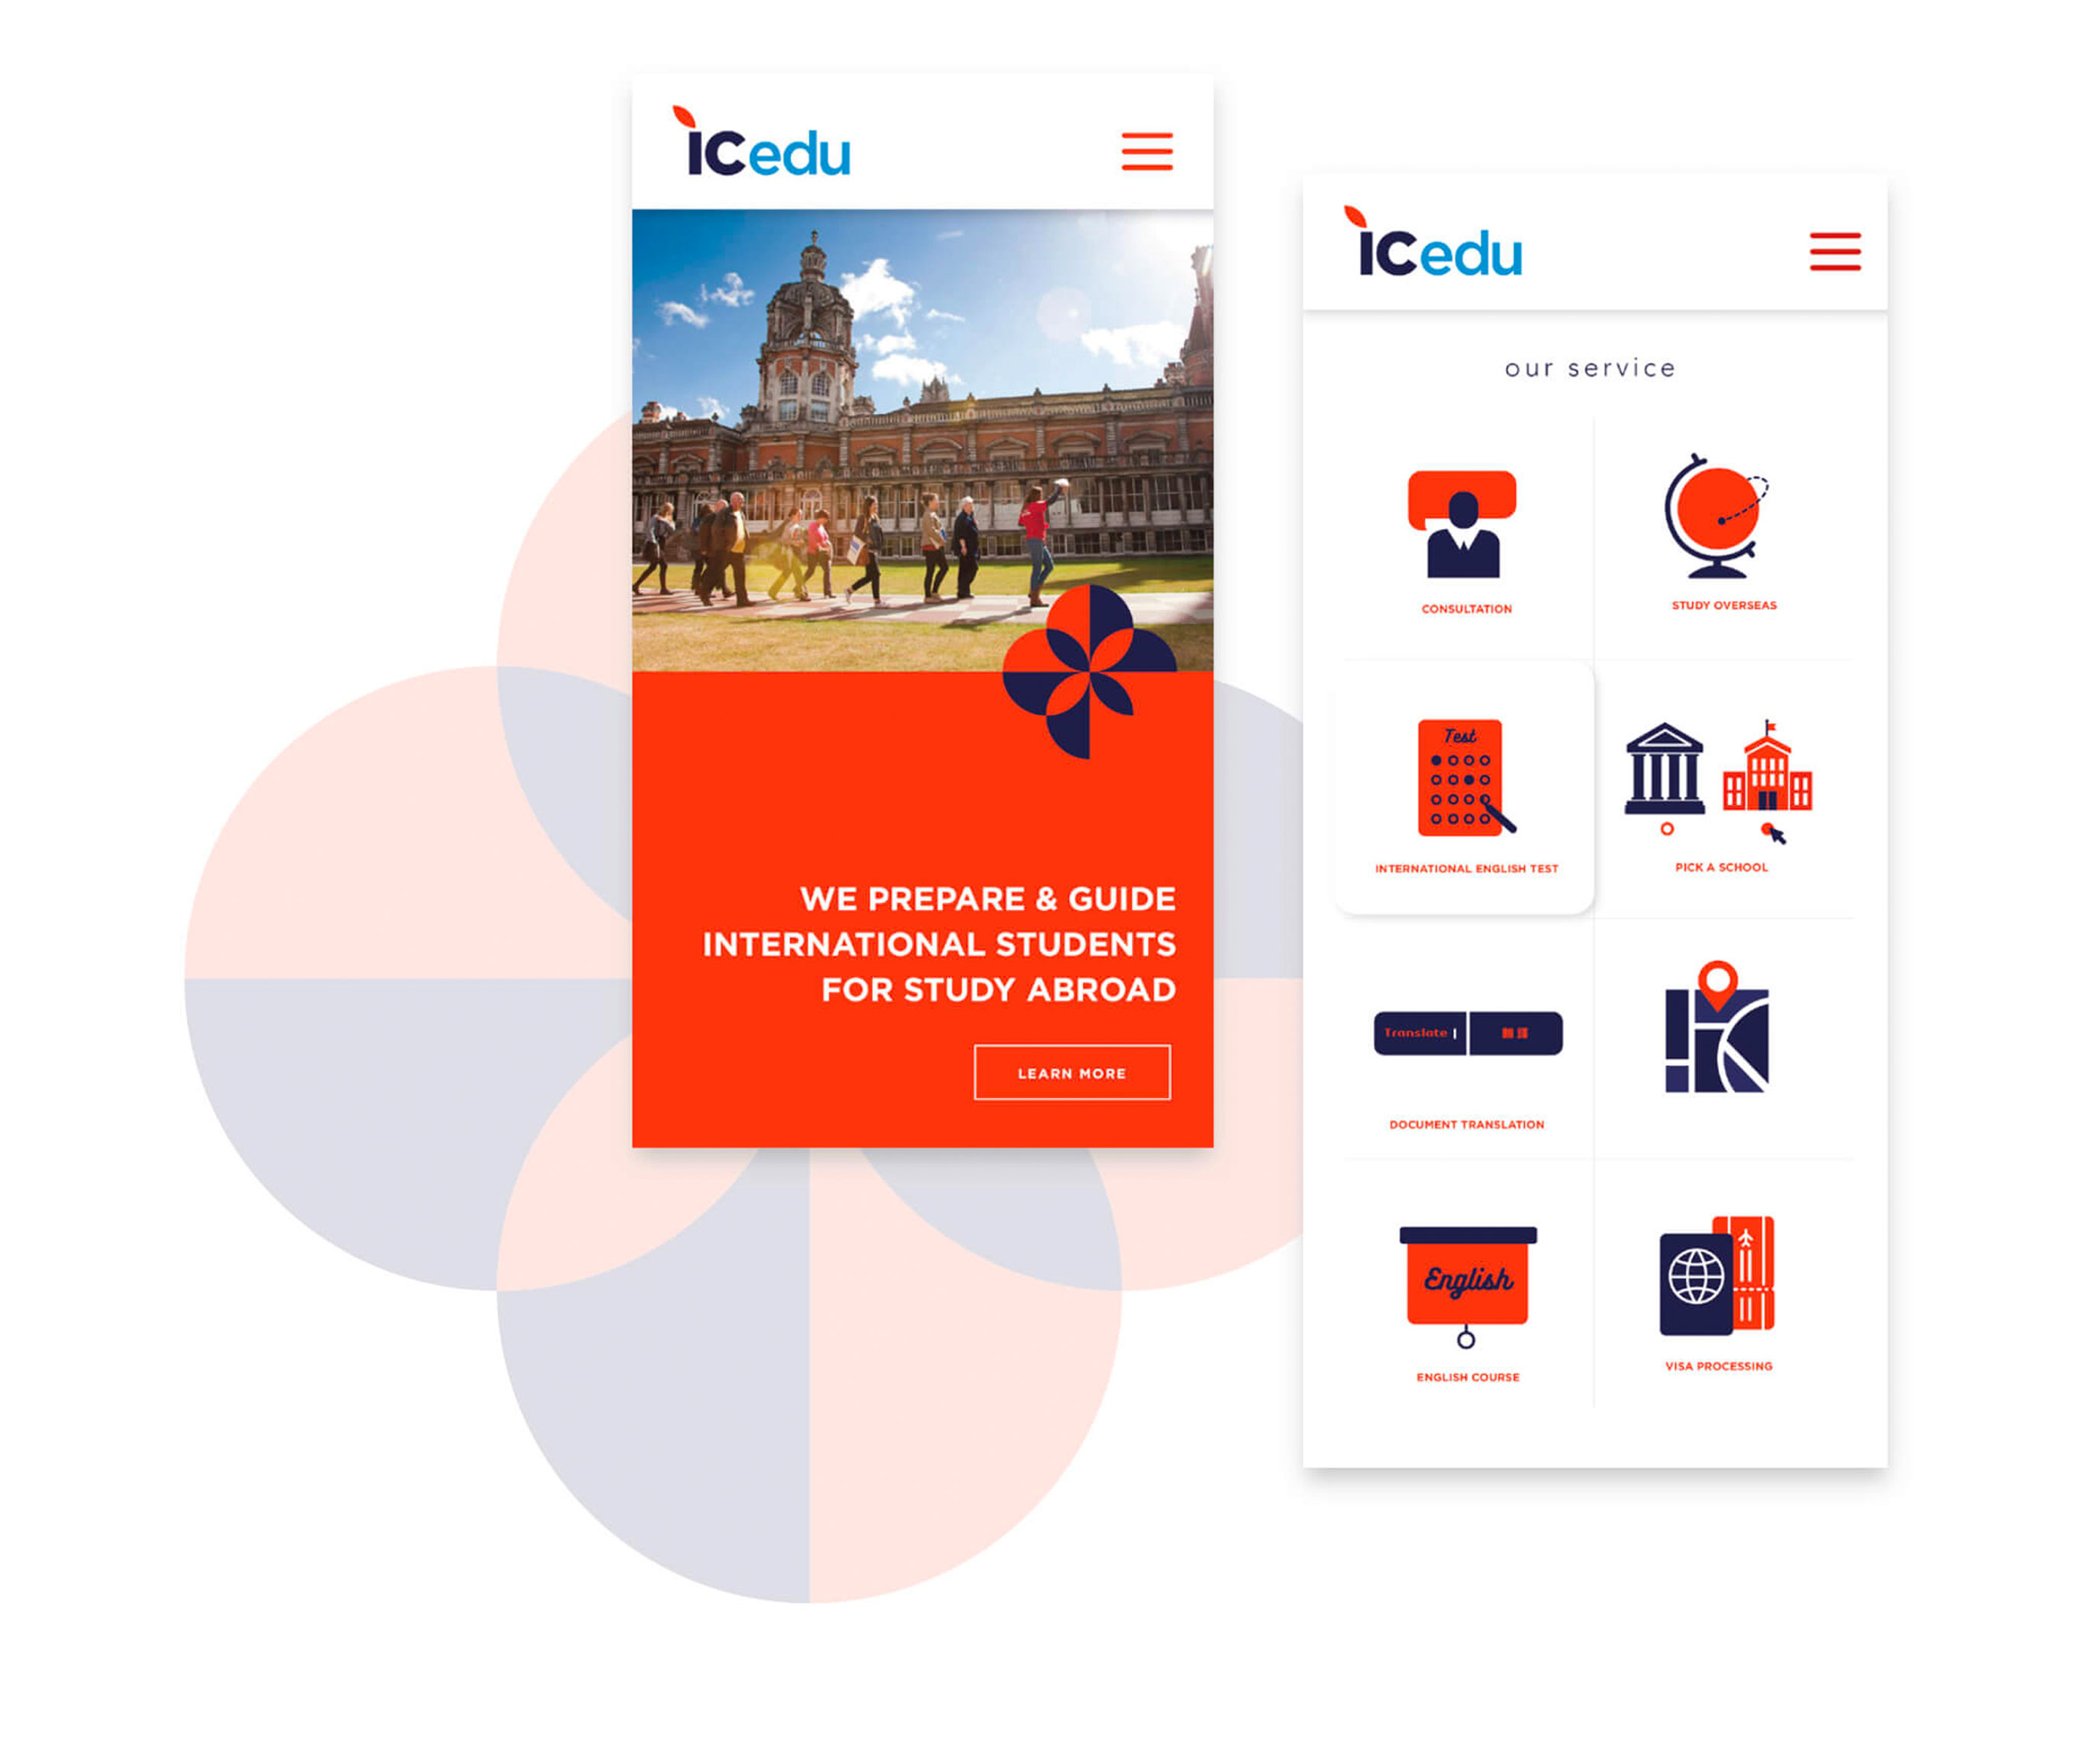 icedu
WE PREPARE & GUIDE
INTERNATIONAL STUDENTS
FOR STUDY ABROAD
LEARN MORE
icedu
our service
CONSULTATION
STUDY OVERSEAS
Test
INTERNATIONAL ENGLISH TEST
PICK A SCHOOL
Translate
DOCUMENT TRANSLATION
English
ENGLISH COURSE
VISA PROCESSING